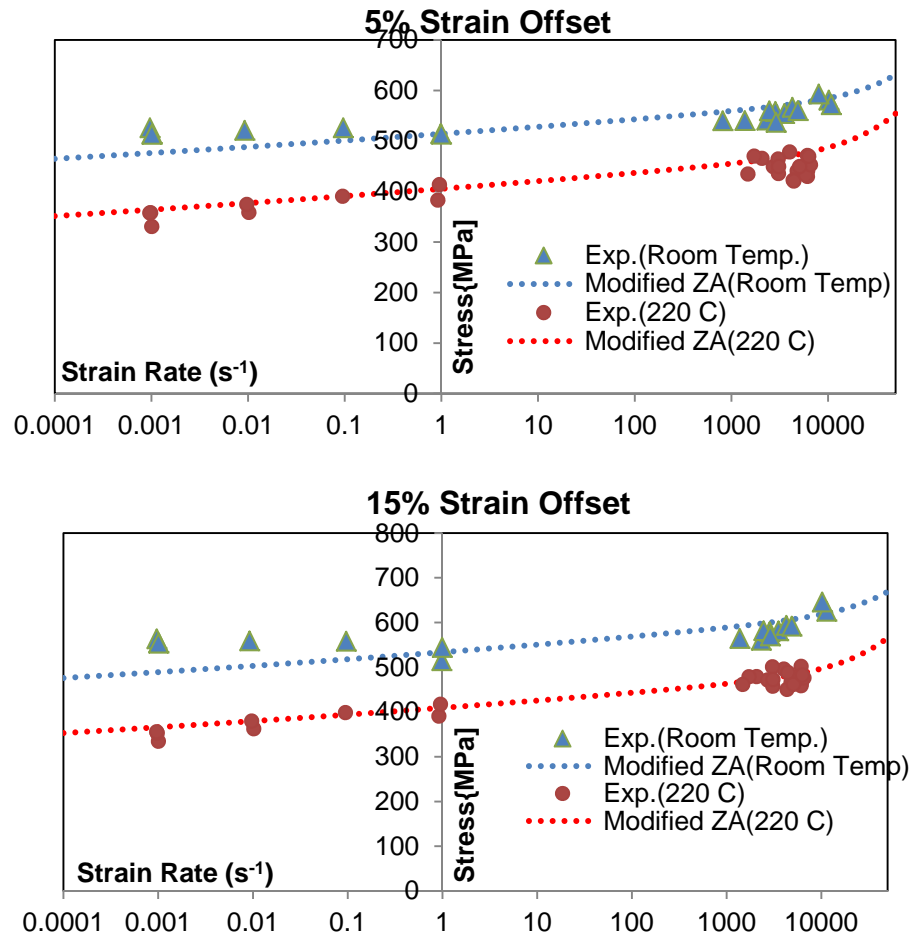 5% Strain Offset
700
600
500
400
300
200
100
0
Stress{MPa]
Exp.(Room Temp.)
Modified ZA(Room Temp)
Exp.(220 C)
Modified ZA(220 C)
Strain Rate (s-1)
0.0001 0.001 0.01 0.1 1 10 100 1000 10000
15% Strain Offset
800
700
600
500
400
300
200
100
0
Stress{MPa]
Exp.(Room Temp.)
Modified ZA(Room Temp)
Exp.(220 C)
Modified ZA(220 C)
Strain Rate (s-1)
0.0001 0.001 0.01 0.1 1 10 100 1000 10000